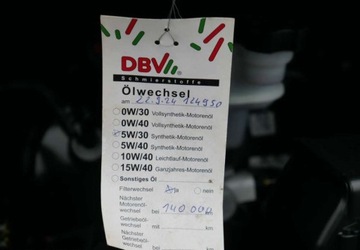 DBV
Schmierstoffe
Ölwechsel
am 22.9.24 124950
0W/30 Vollsynthetik-Motorenöl
0W/40 Vollsynthetik-Motorenöl
5W/30 Synthetik-Motorenöl
5W/40 Synthetik-Motorenöl
10W/40 Leichtlauf-Motorenöl
15W/40 Ganzjahres-Motorenöl
Sonstiges Öl
Filterwechsel ja nein
Nächster
Motorenöl-
wechsel bei 140 000 km
Getriebeöl-
wechsel mit km.
Nächster
Getriebeöl-
wechsel bei